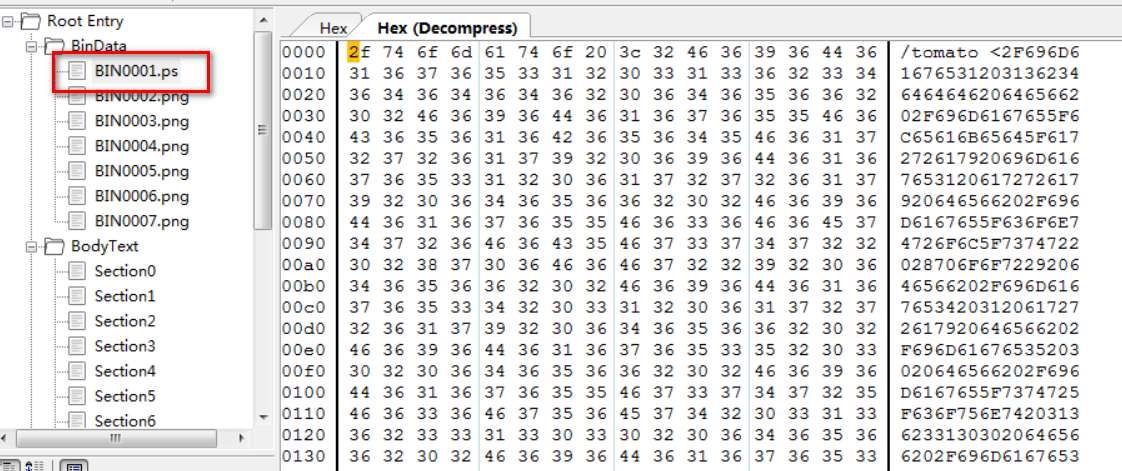 Root Entry
BinData
BIN0001.ps
BIN0002.png
BIN0003.png
BIN0004.png
BIN0005.png
BIN0006.png
BIN0007.png
BodyText
Section0
Section1
Section2
Section3
Section4
Section5
Section6
Hex Hex (Decompress)
0000 2f 74 6f 6d 61 74 6f 20 3c 32 46 36 39 36 44 36 /tomato <2F696D6
0010 31 36 37 36 35 33 31 32 30 33 31 33 36 32 33 34 1676531203136234
0020 36 34 36 34 36 34 36 32 30 36 34 36 35 36 36 32 6464646206465662
0030 30 32 46 36 39 36 44 36 31 36 37 36 35 35 46 36 02F696D6167655F6
0040 43 36 35 36 31 36 42 36 35 36 34 35 46 36 31 37 C65616B65645F617
0050 32 37 32 36 31 37 39 32 30 36 39 36 44 36 31 36 272617920696D616
0060 37 36 35 33 31 32 30 36 31 37 32 37 32 36 31 37 7653120617272617
0070 39 32 30 36 34 36 35 36 36 32 30 32 46 36 39 36 920646566202F696
0080 44 36 31 36 37 36 35 35 46 36 33 36 46 36 45 37 D6167655F636F6E7
0090 34 37 32 36 46 36 43 35 46 37 33 37 34 37 32 32 4726F6C5F7374722
00a0 30 32 38 37 30 36 46 36 46 37 32 32 39 32 30 36 028706F6F7229206
00b0 34 36 35 36 36 32 30 32 46 36 39 36 44 36 31 36 46566202F696D616
00c0 37 36 35 33 34 32 30 33 31 32 30 36 31 37 32 37 7653420312061727
00d0 32 36 31 37 39 32 30 36 34 36 35 36 36 32 30 32 2617920646566202
00e0 46 36 39 36 44 36 31 36 37 36 35 33 35 32 30 33 F696D61676535203
00f0 30 32 30 36 34 36 35 36 36 32 30 32 46 36 39 36 020646566202F696
0100 44 36 31 36 37 36 35 35 46 37 33 37 34 37 32 35 D6167655F7374725
0110 46 36 33 36 46 37 35 36 45 37 34 32 30 33 31 33 F636F756E7420313
0120 36 32 33 33 31 33 30 33 30 32 30 36 34 36 35 36 6233130302064656
0130 36 32 30 32 46 36 39 36 44 36 31 36 37 36 35 33 6202F696D6167653